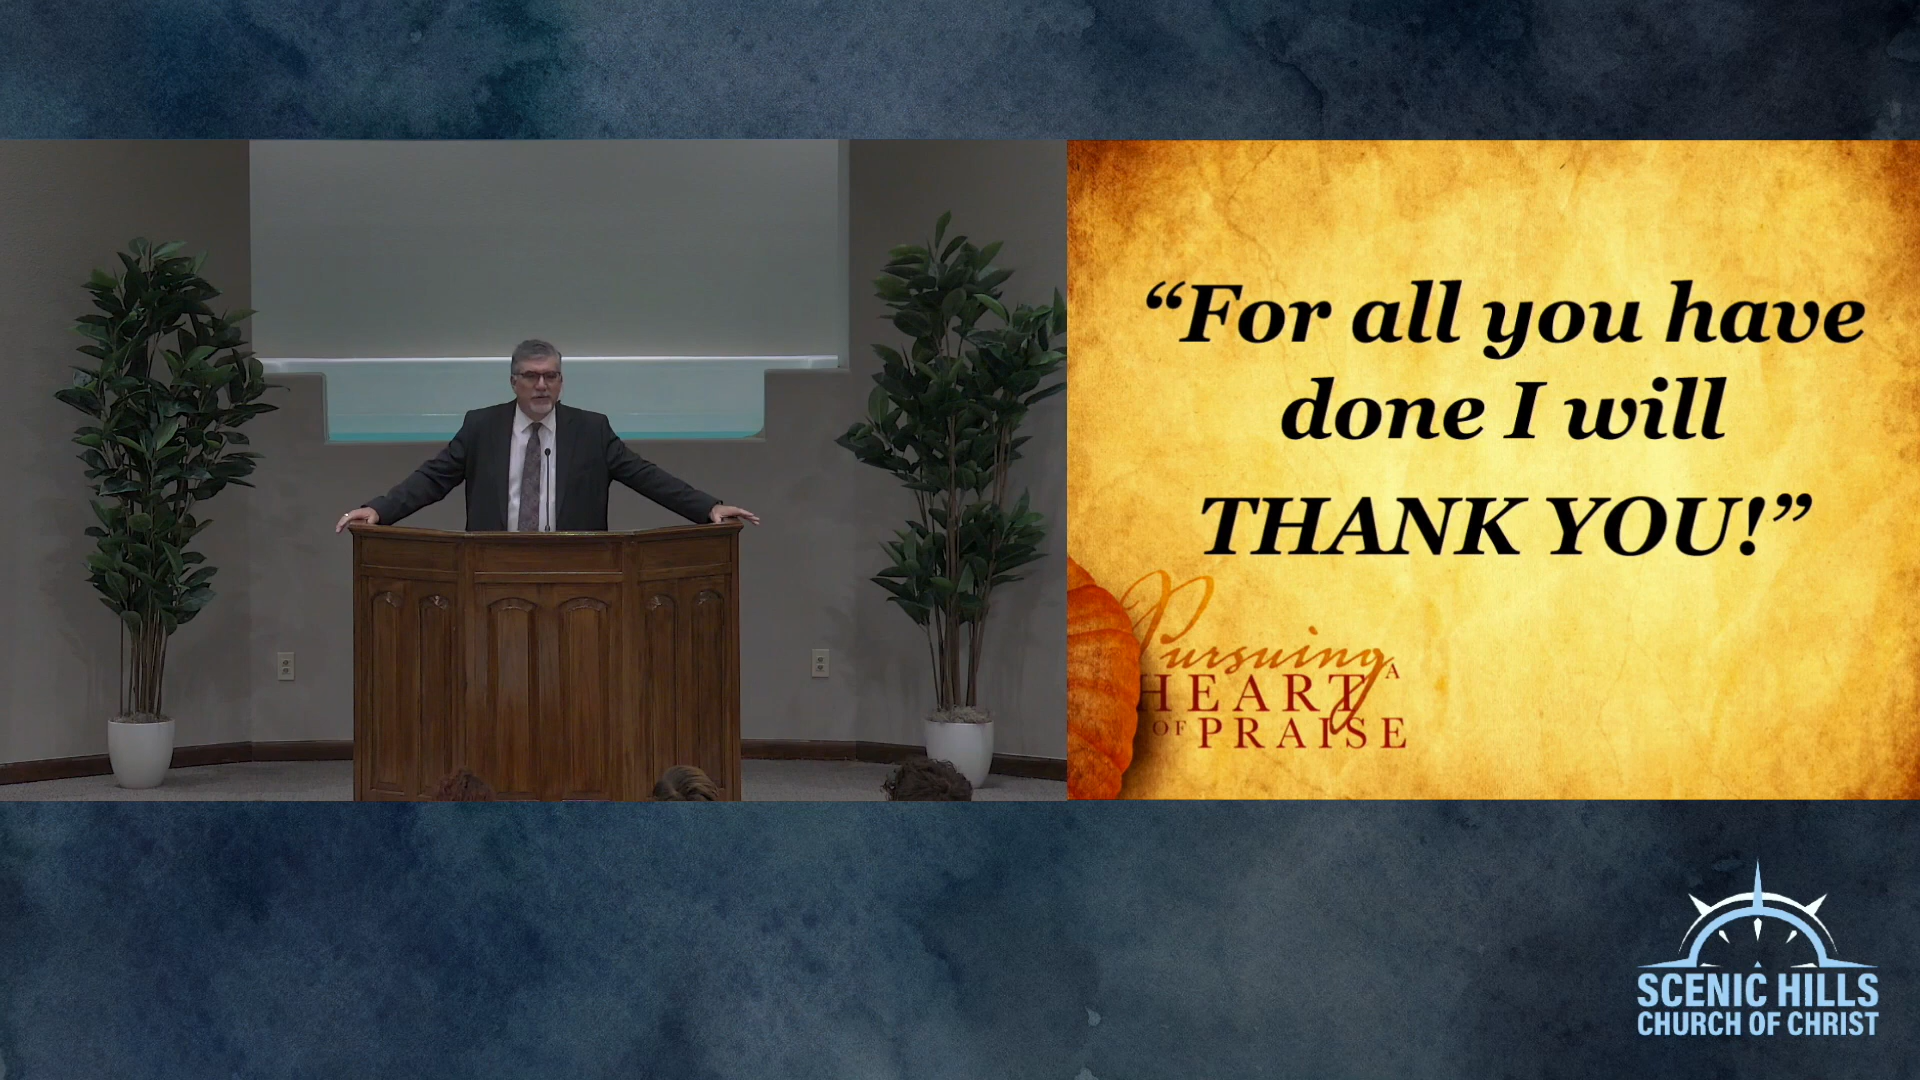 “For all you have
done I will
THANK YOU!”
Pursuing A
HEART
OF PRAISE
SCENIC HILLS
CHURCH OF CHRIST